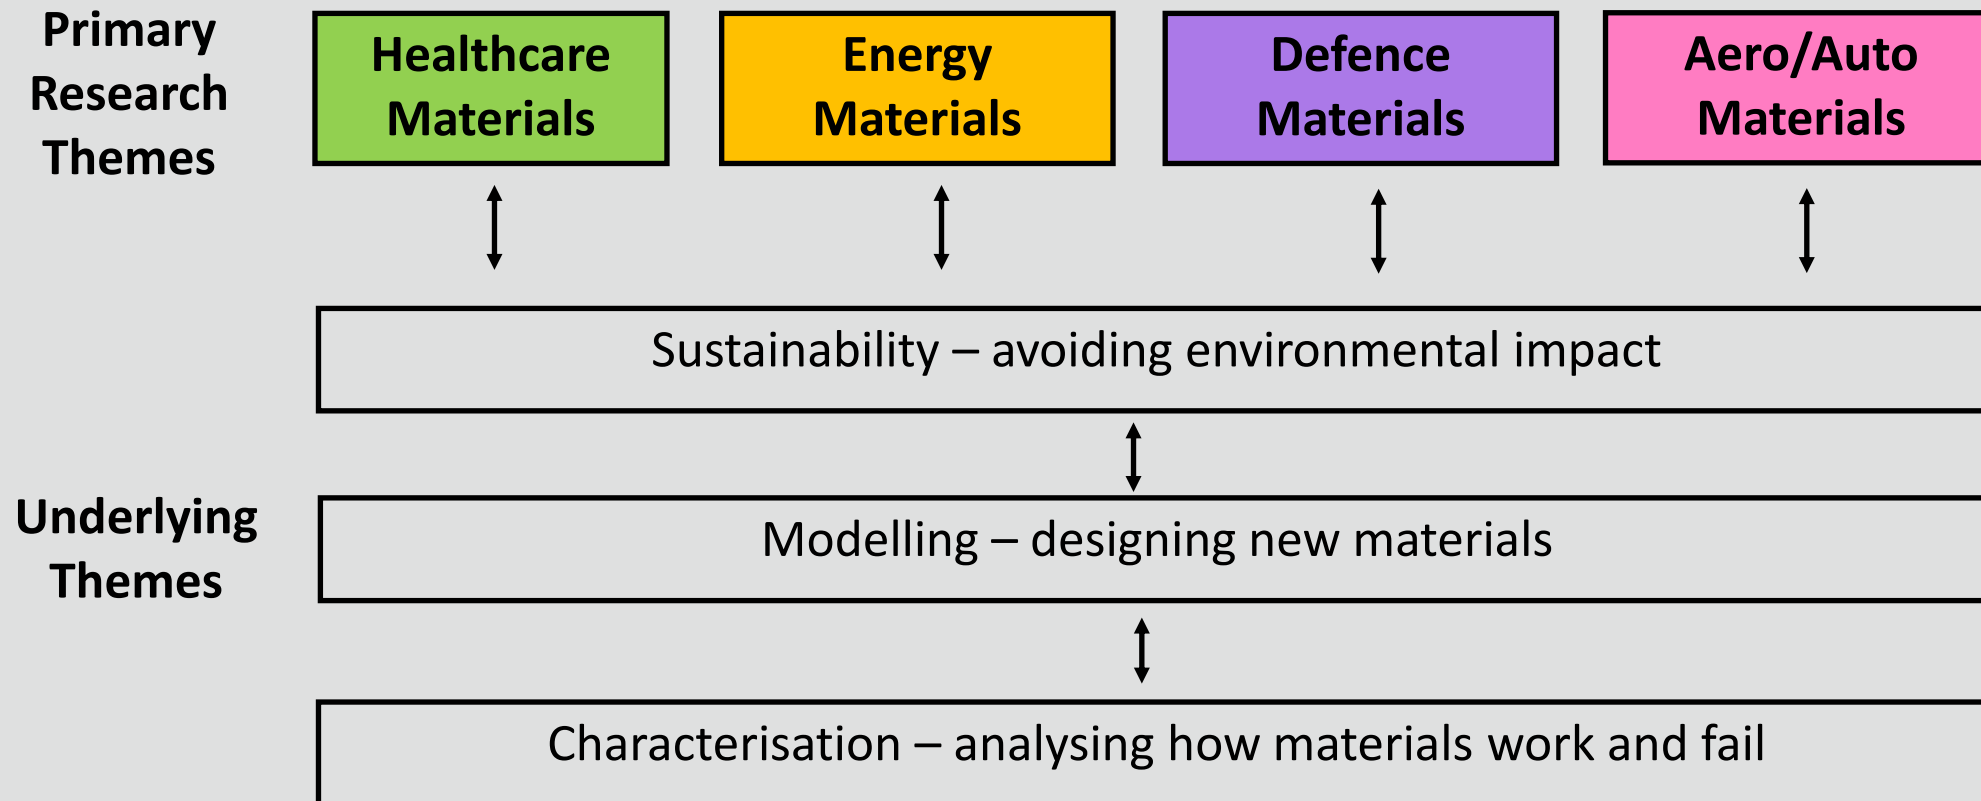 Primary
Research
Themes
Healthcare
Materials
Energy
Materials
Defence
Materials
Aero/Auto
Materials
Sustainability – avoiding environmental impact
Underlying
Themes
Modelling – designing new materials
Characterisation – analysing how materials work and fail